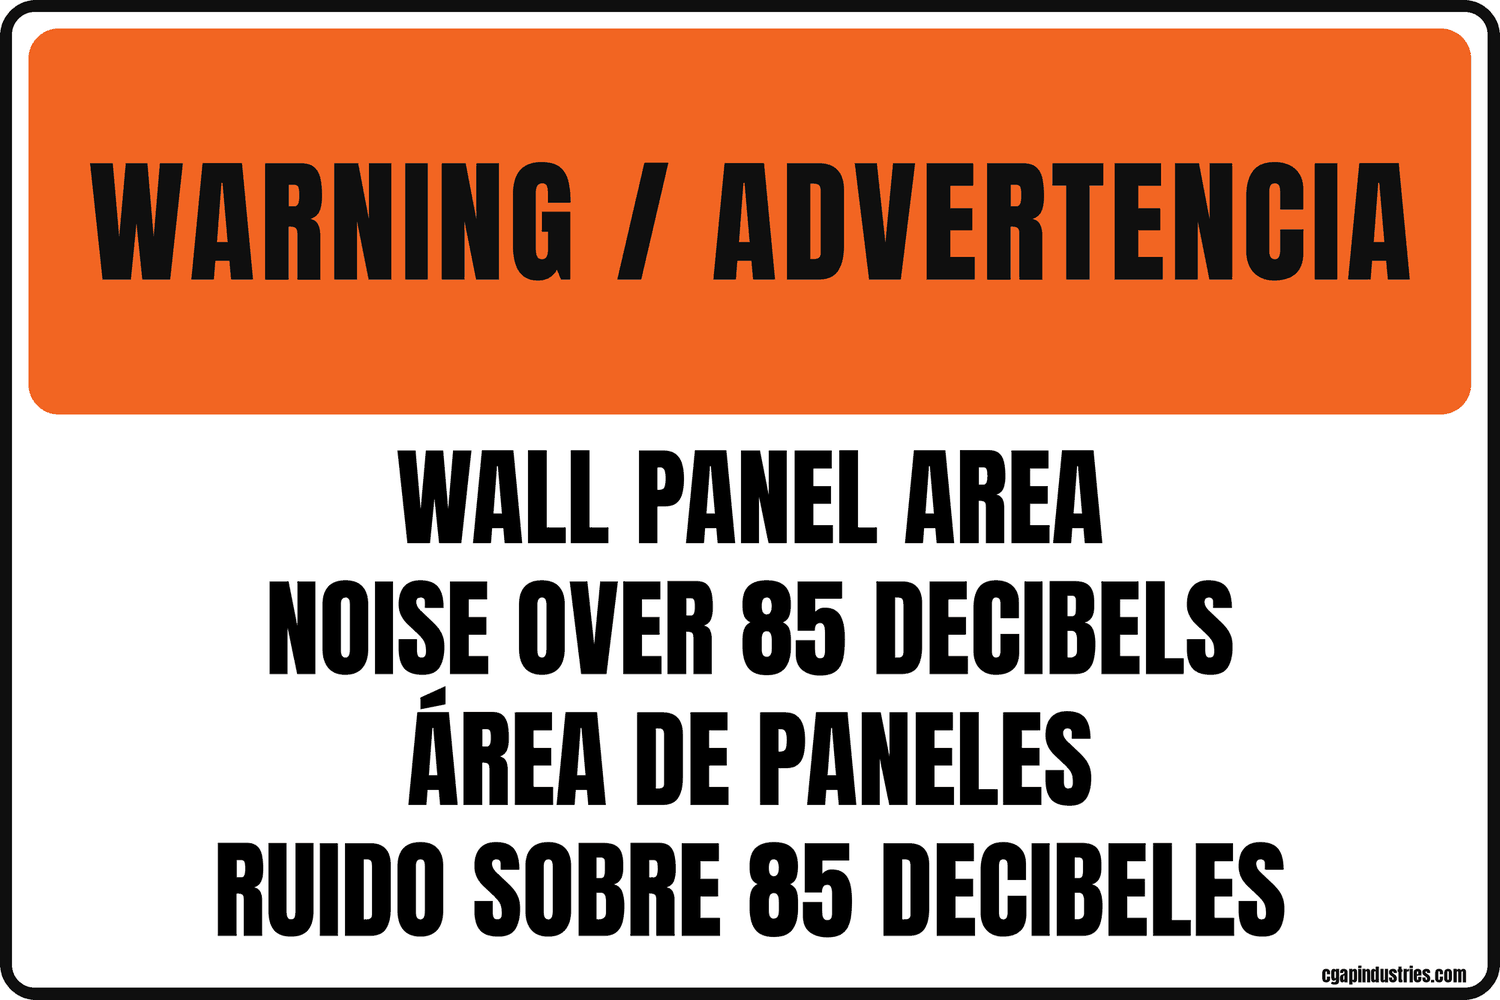 WARNING / ADVERTENCIA
WALL PANEL AREA
NOISE OVER 85 DECIBELS
ÁREA DE PANELES
RUIDO SOBRE 85 DECIBELES
cgapindustries.com